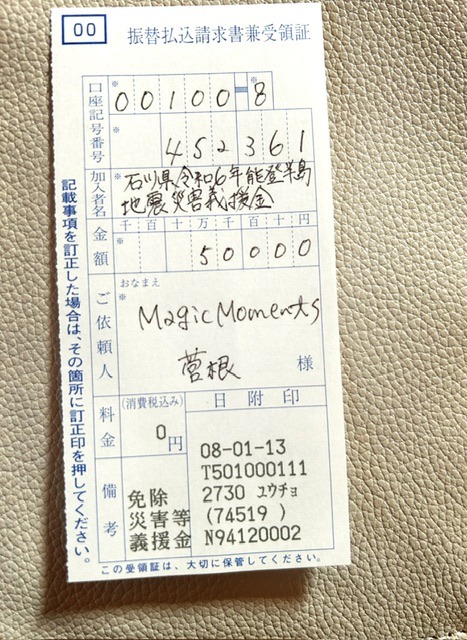 00
振替払込請求書兼受領証
口座記号番号
※ 00100-※8
※ 452361
加入者名
※ 石川県令和6年能登半島
地震災害義援金
金額
千百十万千百十円
※ 50000
ご依頼人
おなまえ
※
Magic Moments
菅根 様
料金
(消費税込み)
0円
日附印
08-01-13
T501000111
2730 ユウチョ
(74519 )
N94120002
備考
免除
災害等
義援金
記載事項を訂正した場合は、その箇所に訂正印を押してください。
この受領証は、大切に保管してください。